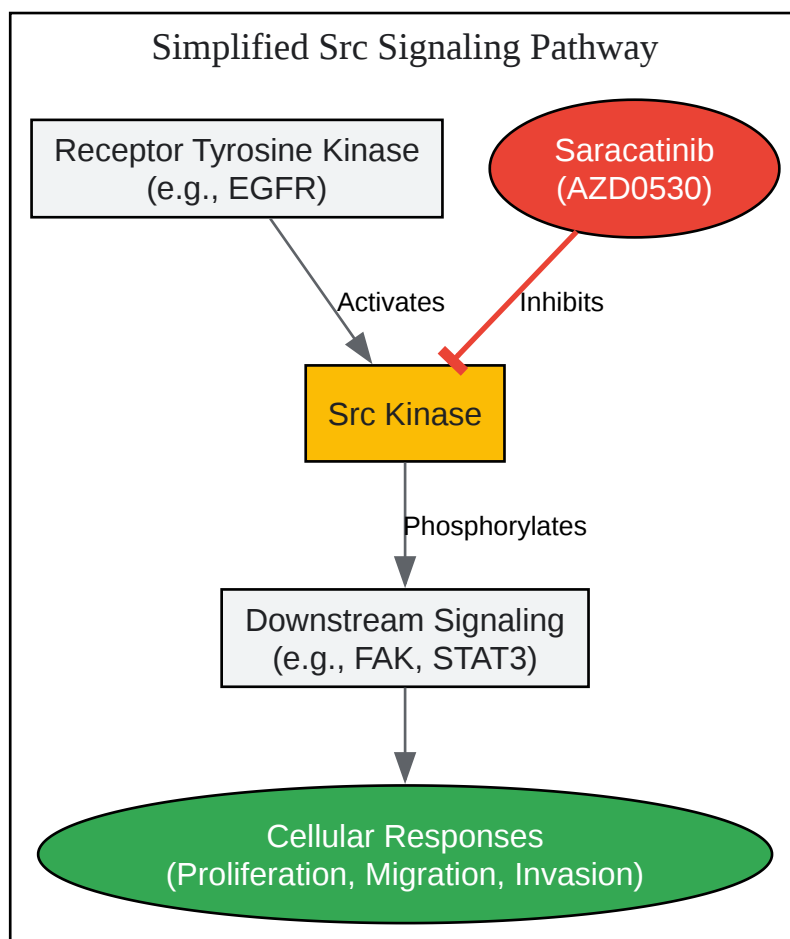 Simplified Src Signaling Pathway
Receptor Tyrosine Kinase
(e.g., EGFR)
Saracatinib
(AZD0530)
Activates
Inhibits
Src Kinase
Phosphorylates
Downstream Signaling
(e.g., FAK, STAT3)
Cellular Responses
(Proliferation, Migration, Invasion)